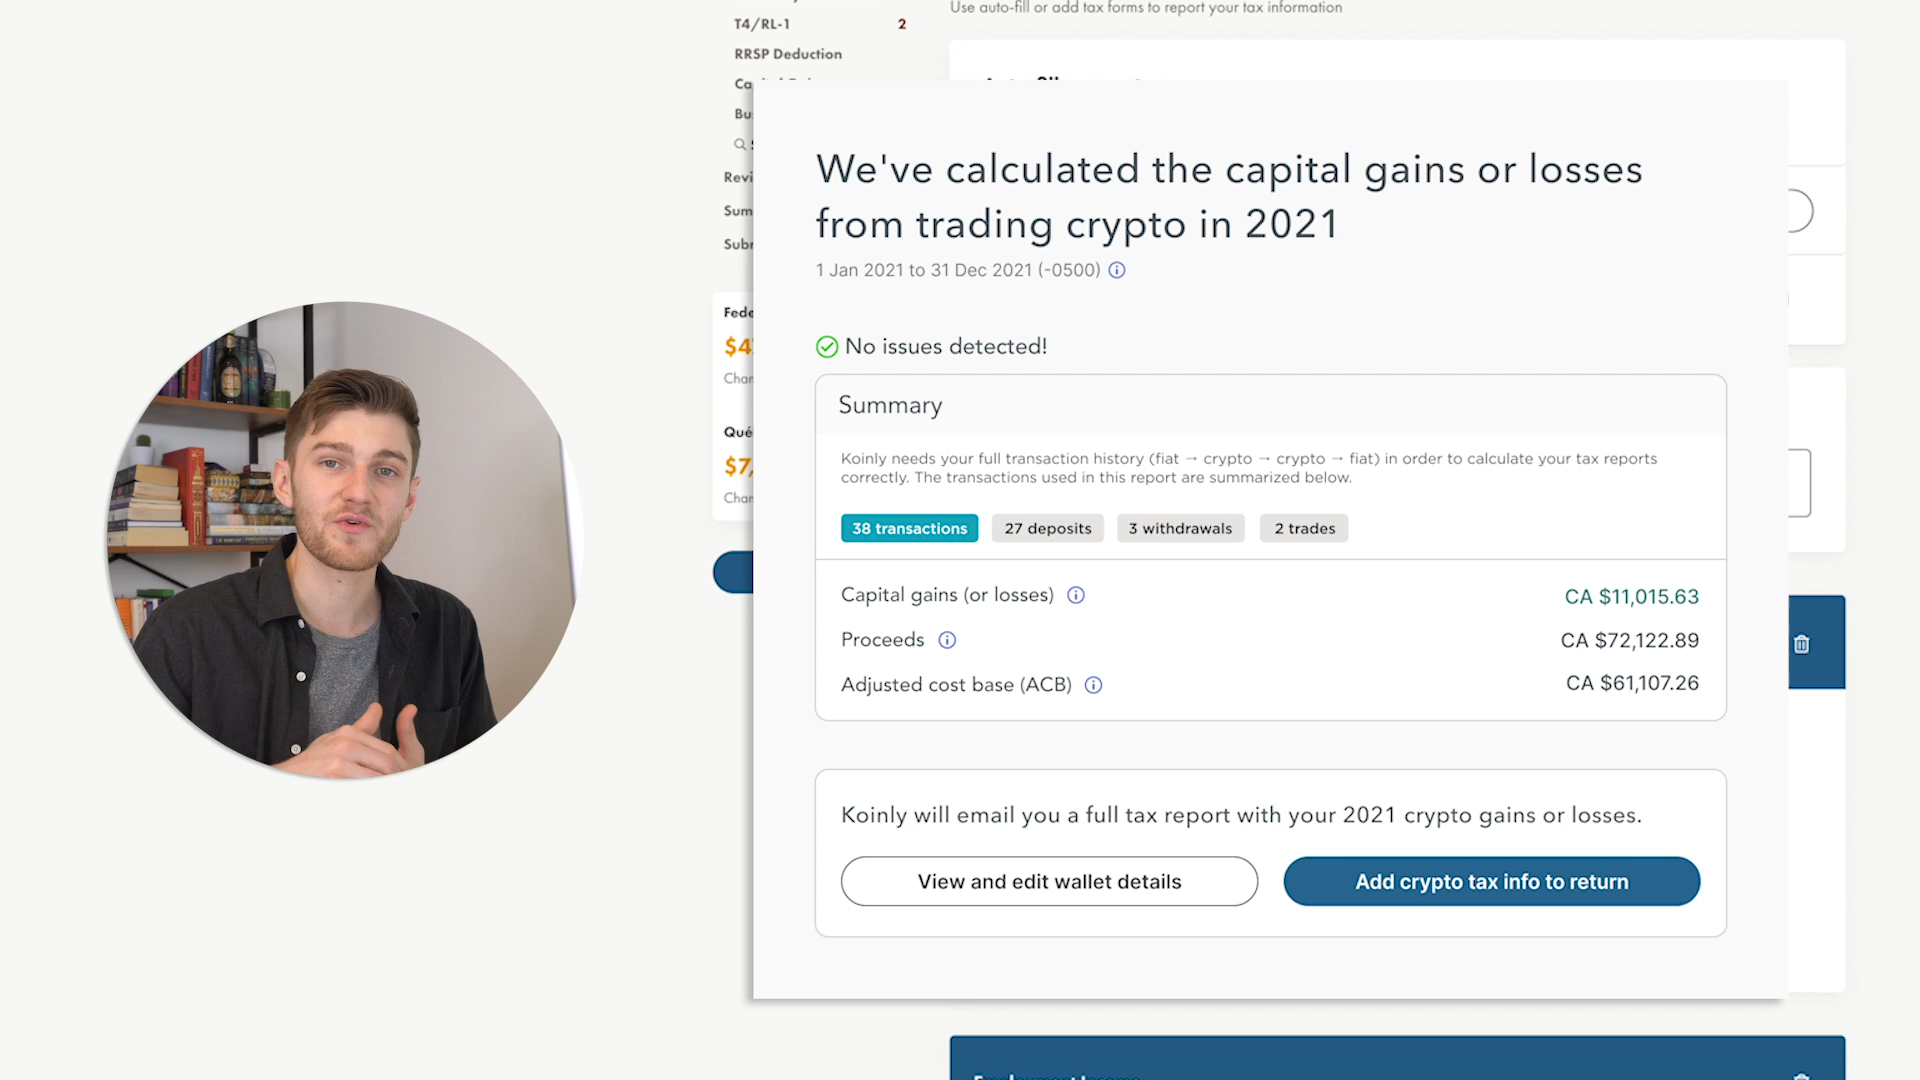 Use auto-fill or add tax forms to report your tax information
T4/RL-1 2
RRSP Deduction
We've calculated the capital gains or losses
from trading crypto in 2021
1 Jan 2021 to 31 Dec 2021 (-0500)
No issues detected!
Summary
Koinly needs your full transaction history (fiat → crypto → crypto → fiat) in order to calculate your tax reports
correctly. The transactions used in this report are summarized below.
38 transactions 27 deposits 3 withdrawals 2 trades
Capital gains (or losses) CA $11,015.63
Proceeds CA $72,122.89
Adjusted cost base (ACB) CA $61,107.26
Koinly will email you a full tax report with your 2021 crypto gains or losses.
View and edit wallet details Add crypto tax info to return